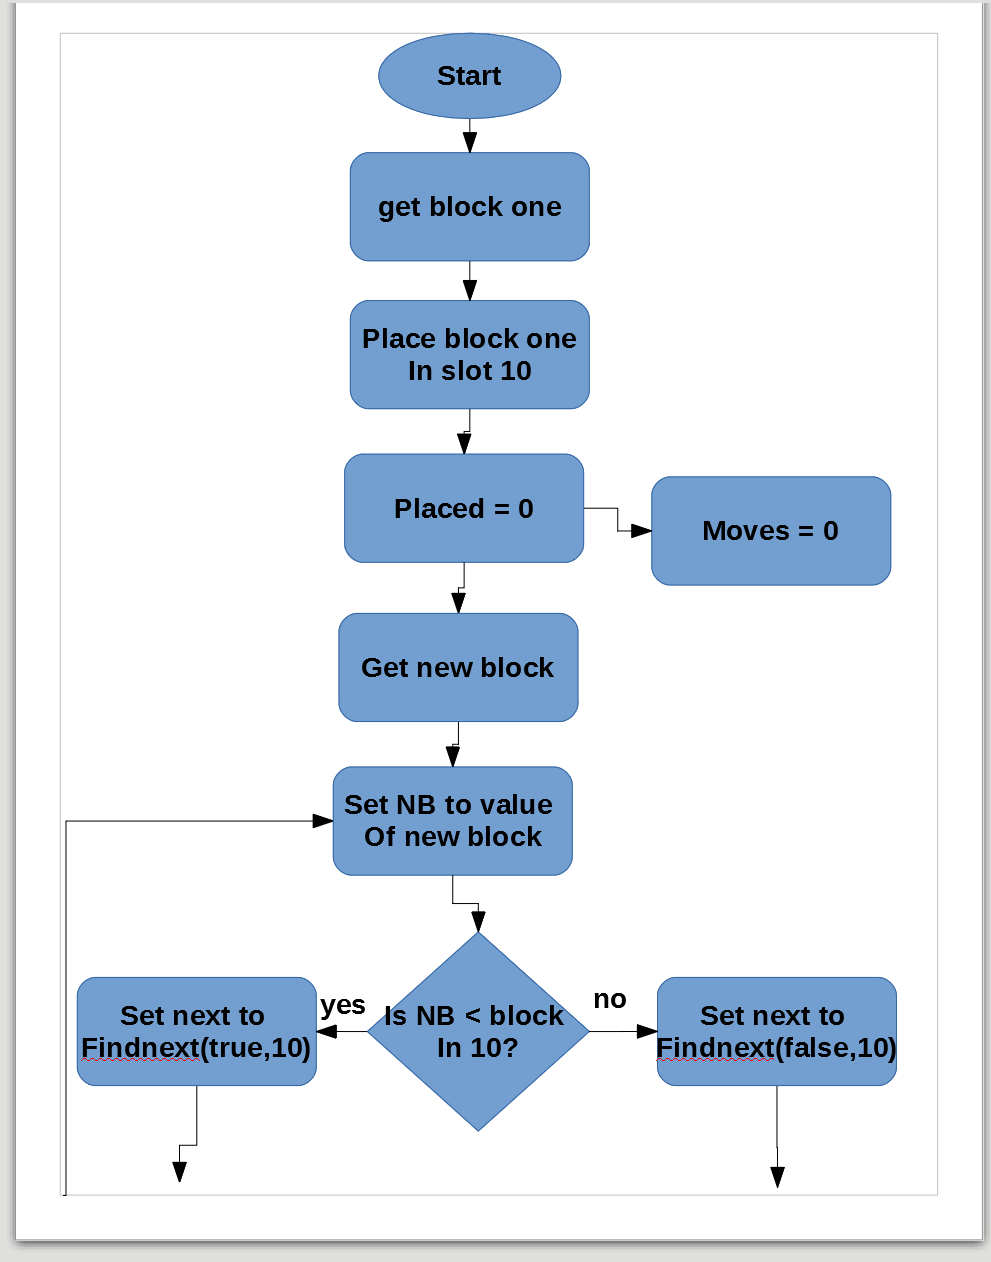 Start
get block one
Place block one
In slot 10
Placed = 0
Moves = 0
Get new block
Set NB to value
Of new block
Is NB < block
In 10?
yes
no
Set next to
Findnext(true,10)
Set next to
Findnext(false,10)